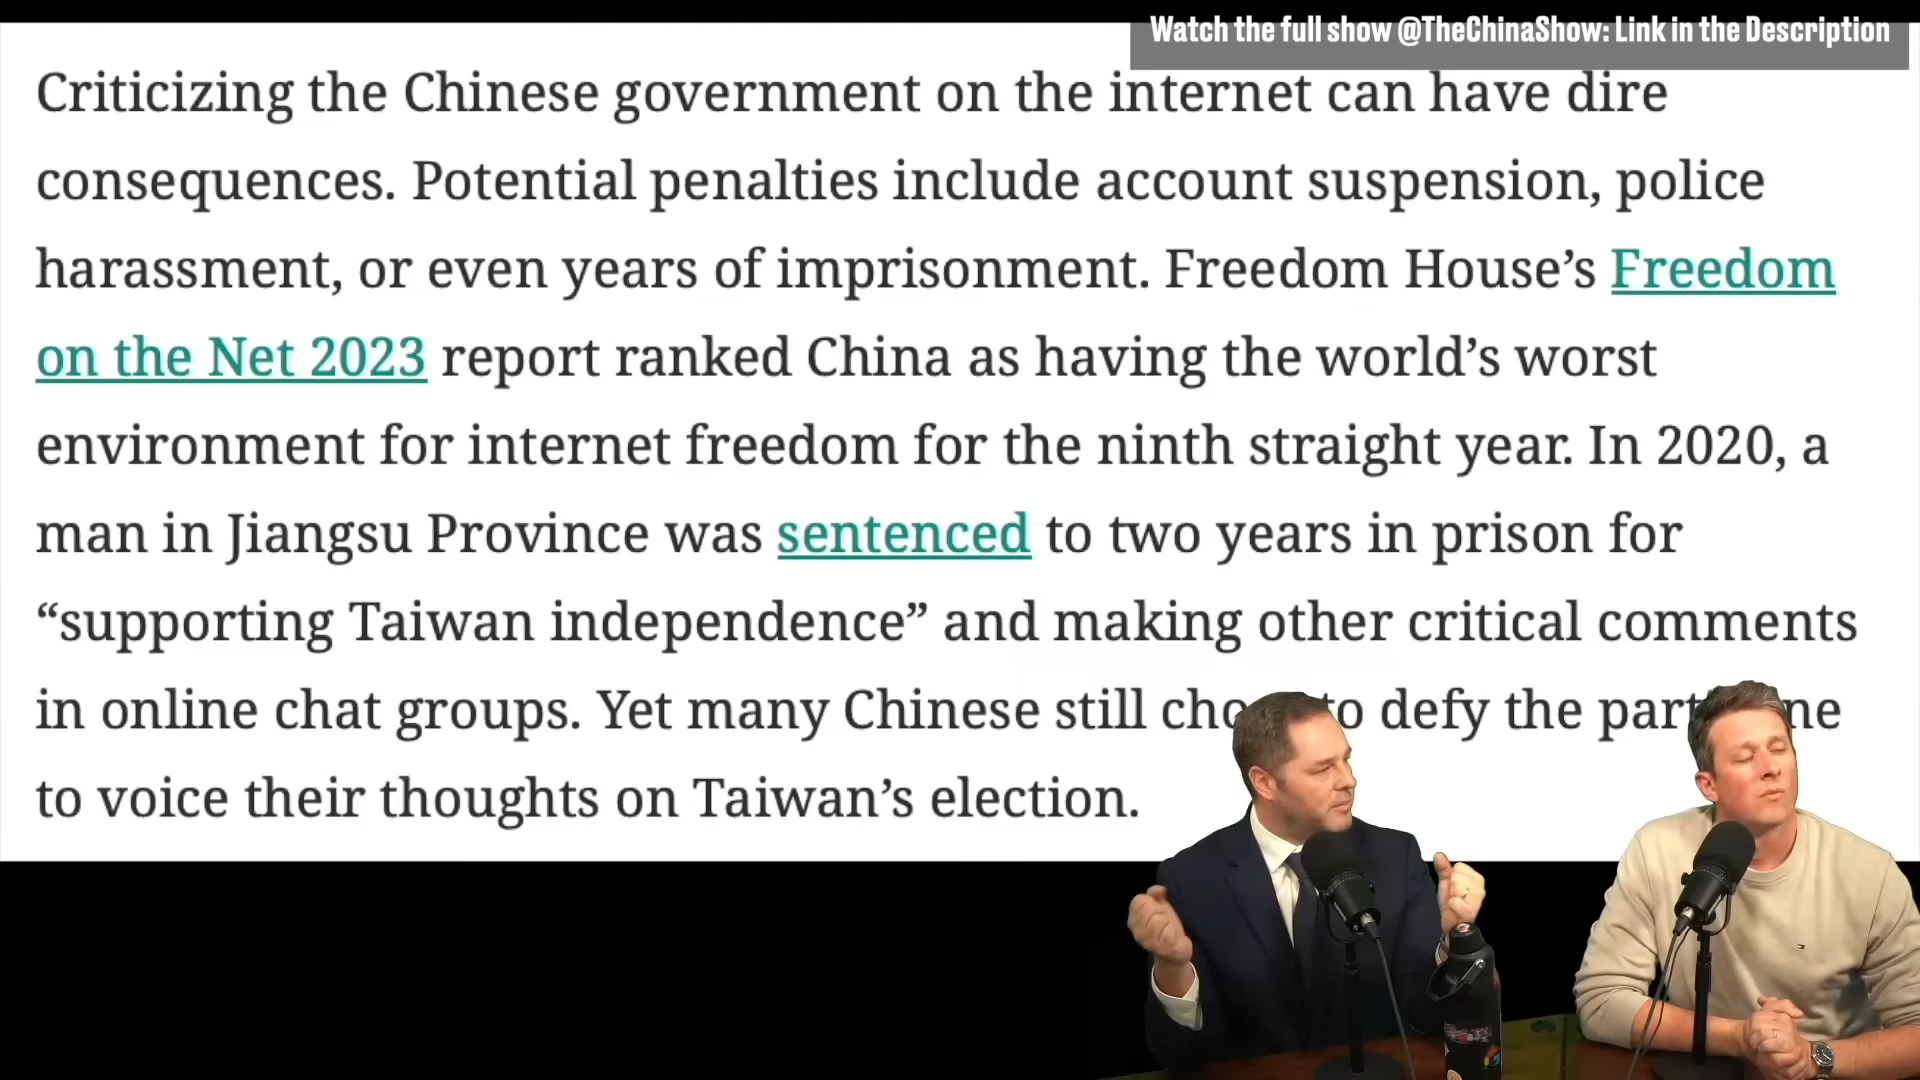 Watch the full show @TheChinaShow: Link in the Description
Criticizing the Chinese government on the internet can have dire
consequences. Potential penalties include account suspension, police
harassment, or even years of imprisonment. Freedom House’s Freedom
on the Net 2023 report ranked China as having the world’s worst
environment for internet freedom for the ninth straight year. In 2020, a
man in Jiangsu Province was sentenced to two years in prison for
“supporting Taiwan independence” and making other critical comments
in online chat groups. Yet many Chinese still to defy the
to voice their thoughts on Taiwan’s election.